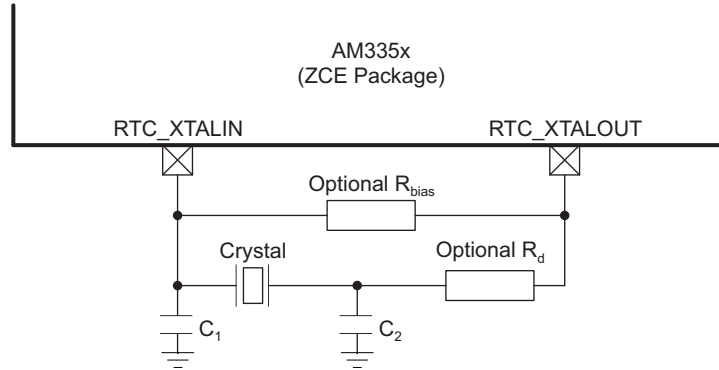 AM335x
(ZCE Package)
RTC_XTALIN
RTC_XTALOUT
Optional Rbias
Crystal
Optional Rd
C1
C2